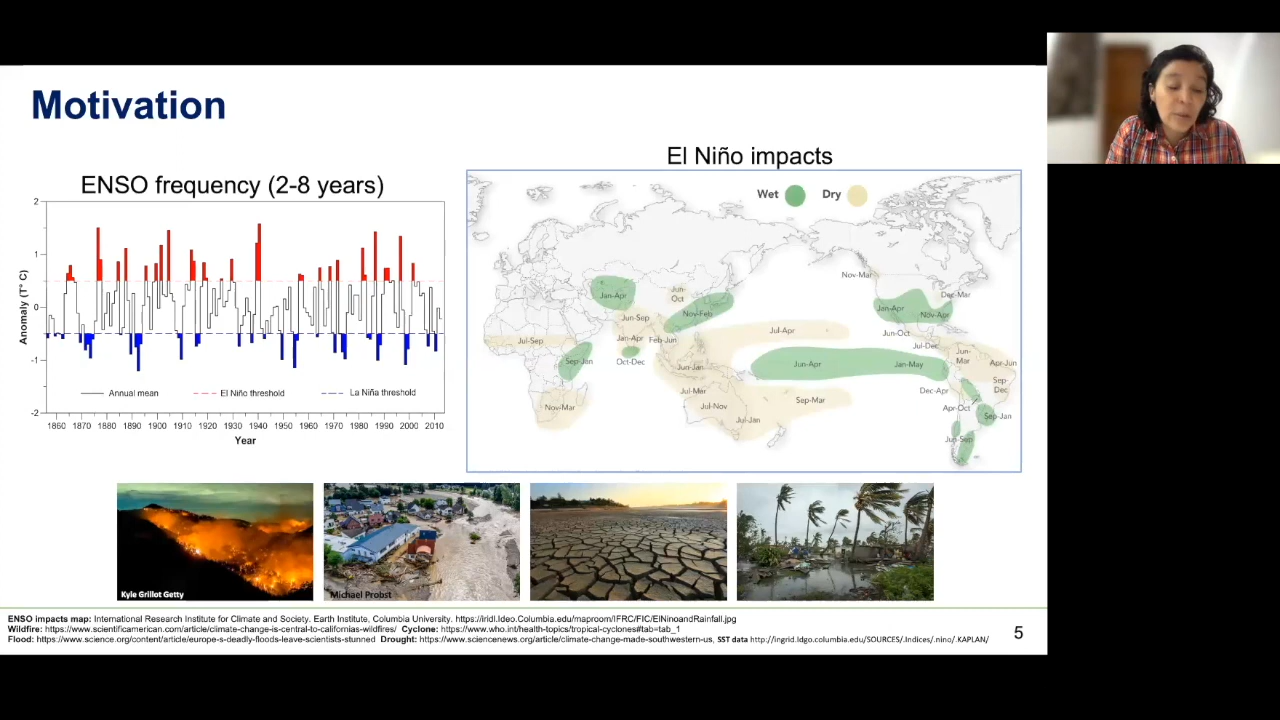 Motivation
ENSO frequency (2-8 years)
2
1
0
-1
-2
Anomaly (T° C)
Annual mean
El Niño threshold
La Niña threshold
1860 1870 1880 1890 1900 1910 1920 1930 1940 1950 1960 1970 1980 1990 2000 2010
Year
El Niño impacts
Wet
Dry
Nov-Mar
Jan-Apr
Jun-Oct
Dec-Mar
Jan-Apr
Nov-Apr
Nov-Feb
Jun-Sep
Jul-Apr
Jun-Oct
Jul-Sep
Jan-Apr
Feb-Jun
Jul-Dec
Sep-Jan
Oct-Dec
Jun-Jan
Jun-Apr
Jan-May
Jun-Mar
Apr-Jun
Jul-Mar
Dec-Apr
Sep-Dec
Nov-Mar
Jul-Nov
Sep-Mar
Apr-Oct
Sep-Jan
Jul-Jan
Jun-Sep
Kyle Grillot Getty
Michael Probst
ENSO impacts map: International Research Institute for Climate and Society. Earth Institute, Columbia University. https://iridl.ldeo.Columbia.edu/maproom/IFRC/FIC/ElNinoandRainfall.jpg
Wildfire: https://www.scientificamerican.com/article/climate-change-is-central-to-californias-wildfires/ Cyclone: https://www.who.int/health-topics/tropical-cyclones#tab=tab_1
Flood: https://www.science.org/content/article/europe-s-deadly-floods-leave-scientists-stunned Drought: https://www.sciencenews.org/article/climate-change-made-southwestern-us, SST data http://ingrid.ldgo.columbia.edu/SOURCES/.Indices/.nino/.KAPLAN/
5